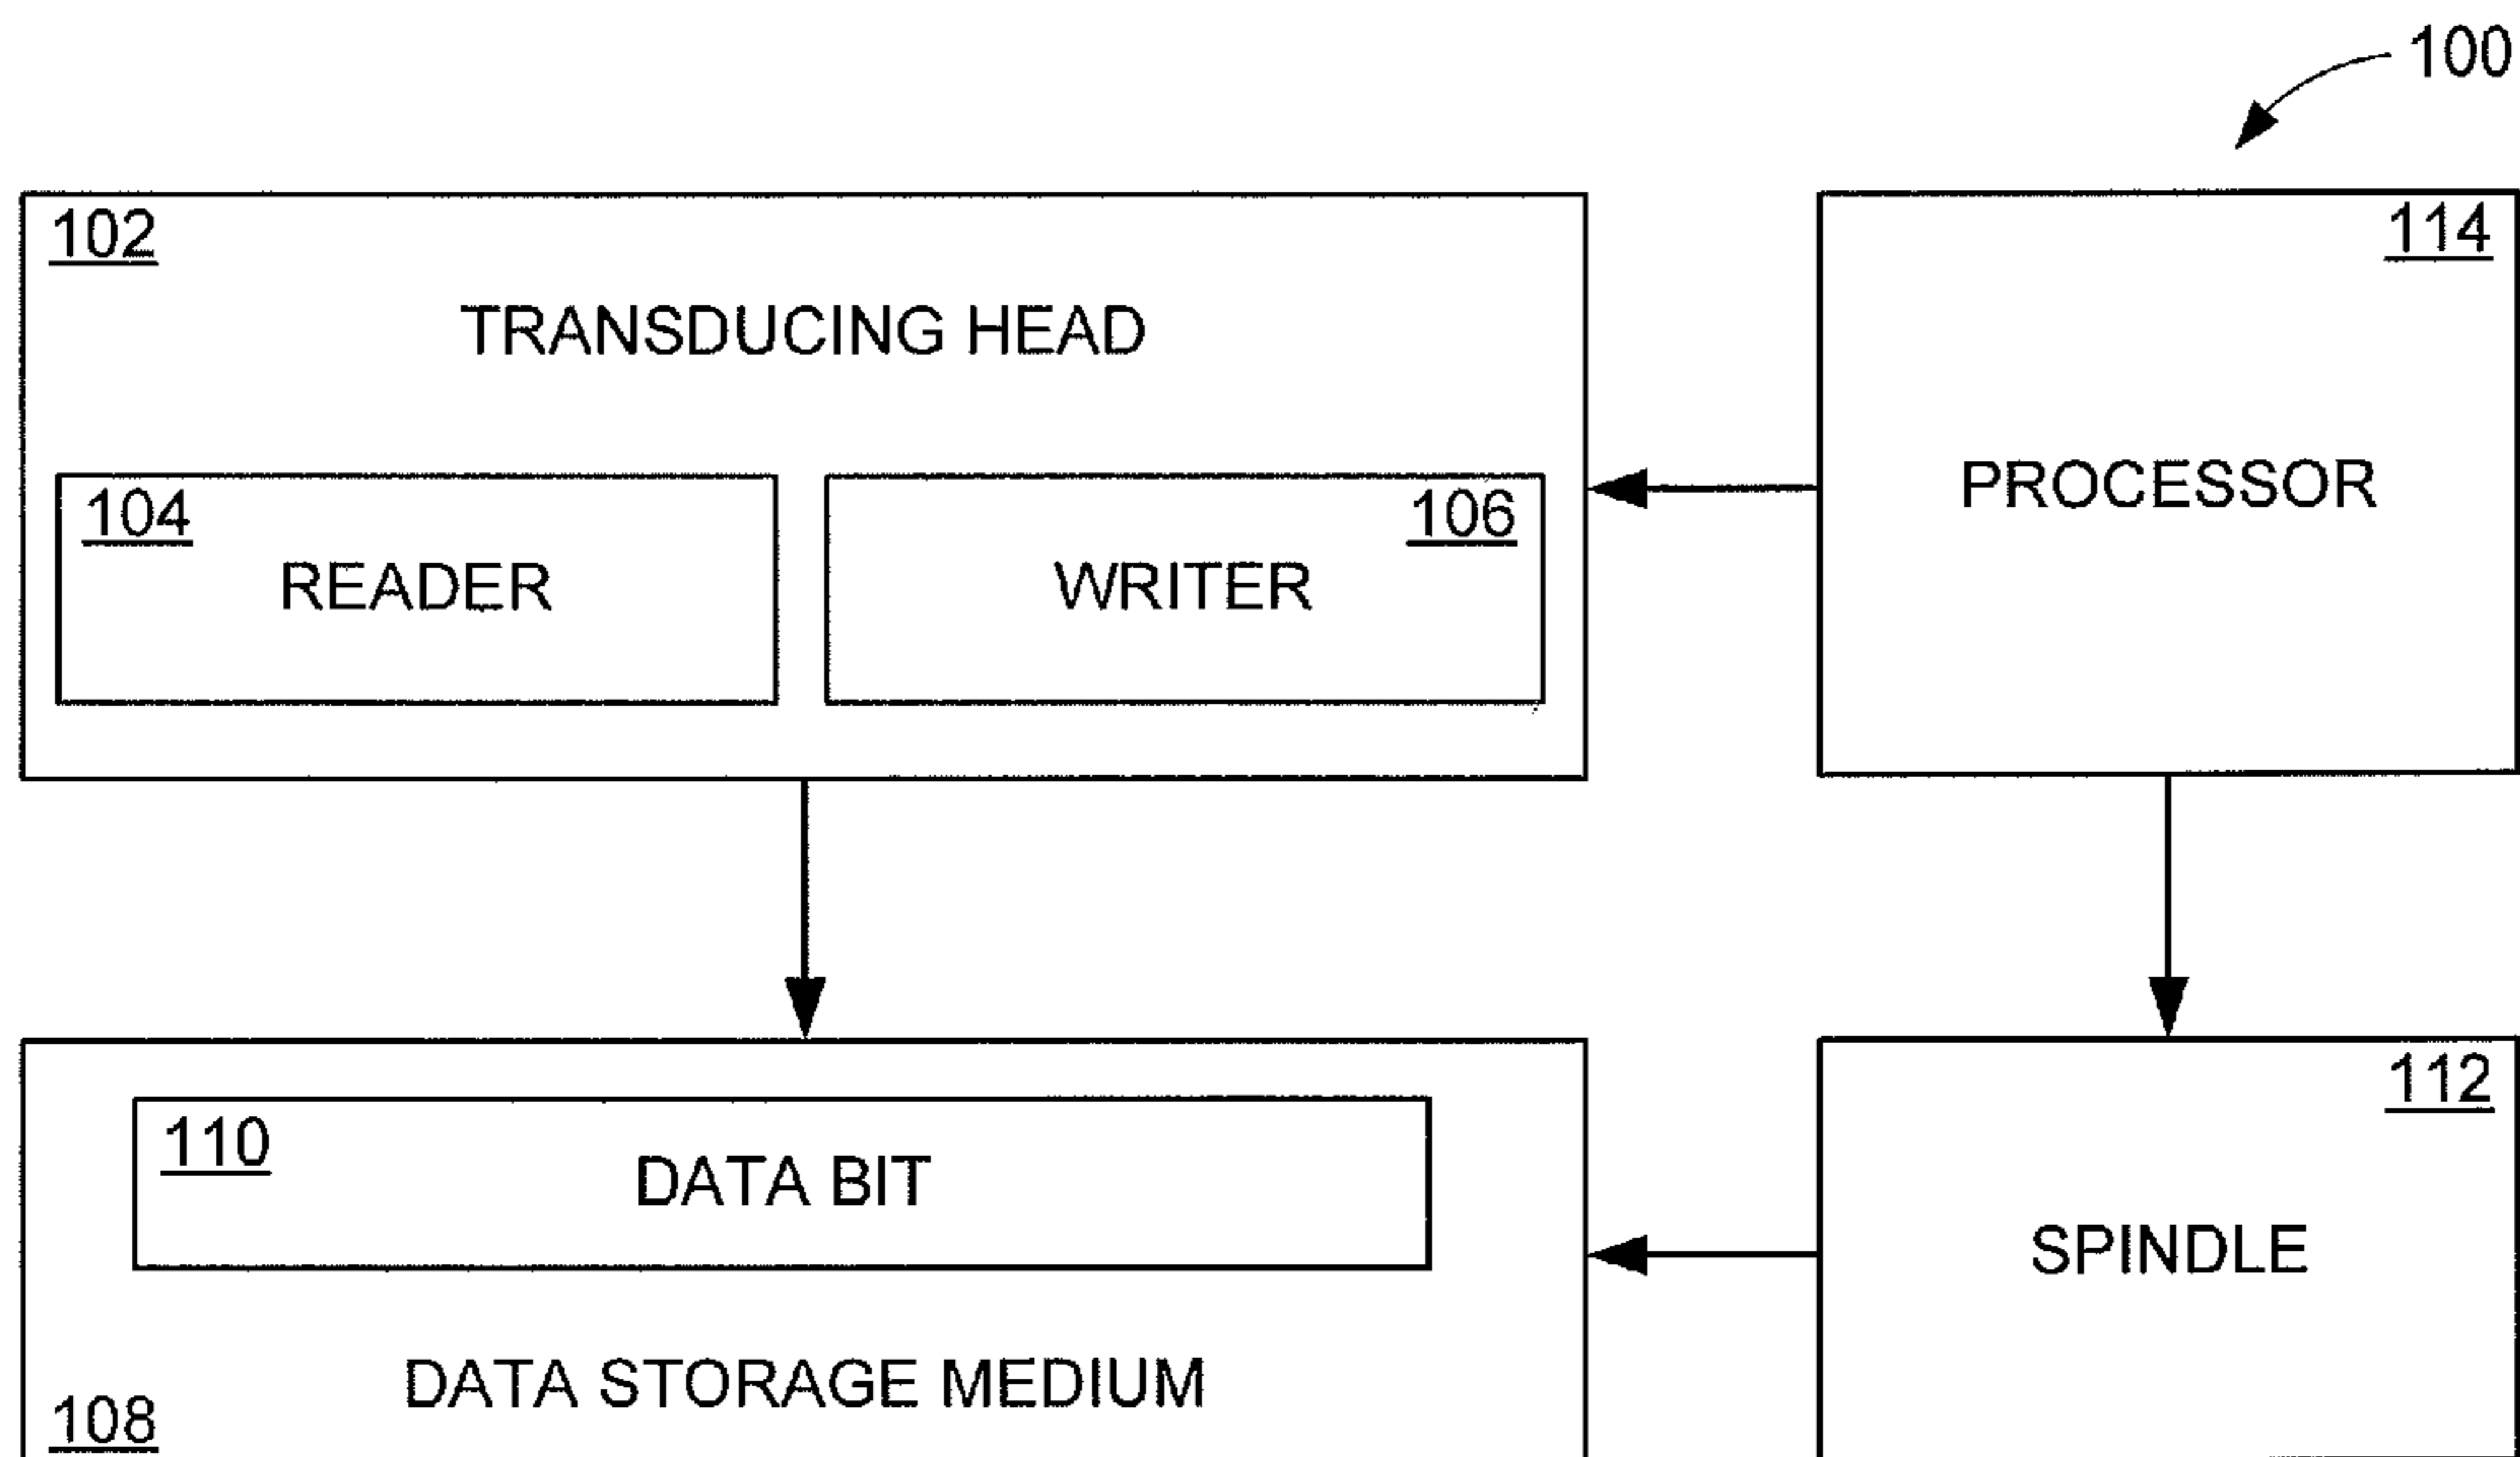 100
102
114
TRANSDUCING HEAD
PROCESSOR
104
106
READER
WRITER
112
110
DATA BIT
SPINDLE
DATA STORAGE MEDIUM
108